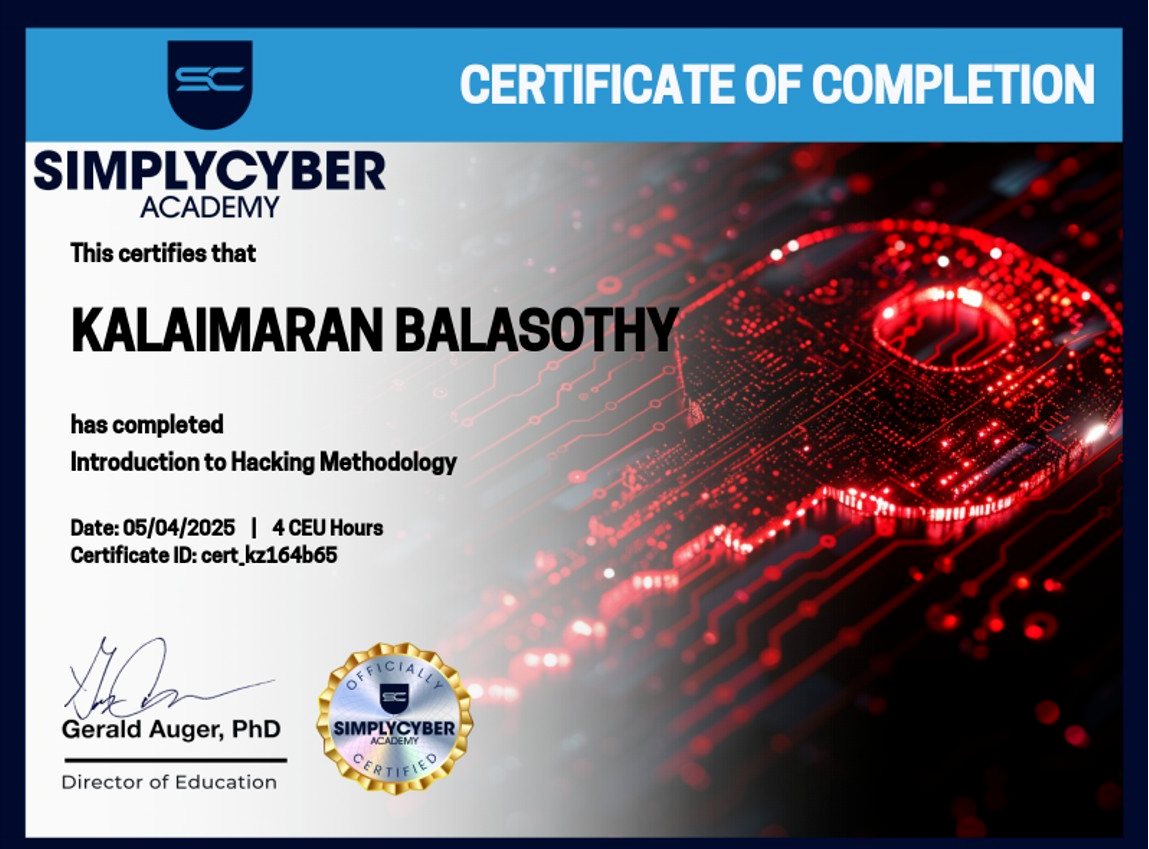 SC
CERTIFICATE OF COMPLETION
SIMPLYCYBER
ACADEMY
This certifies that
KALAIMARAN BALASOTHY
has completed
Introduction to Hacking Methodology
Date: 05/04/2025 | 4 CEU Hours
Certificate ID: cert_kz164b65
Gerald Auger, PhD
Director of Education
OFFICIALLY
SC
SIMPLYCYBER
ACADEMY
CERTIFIED